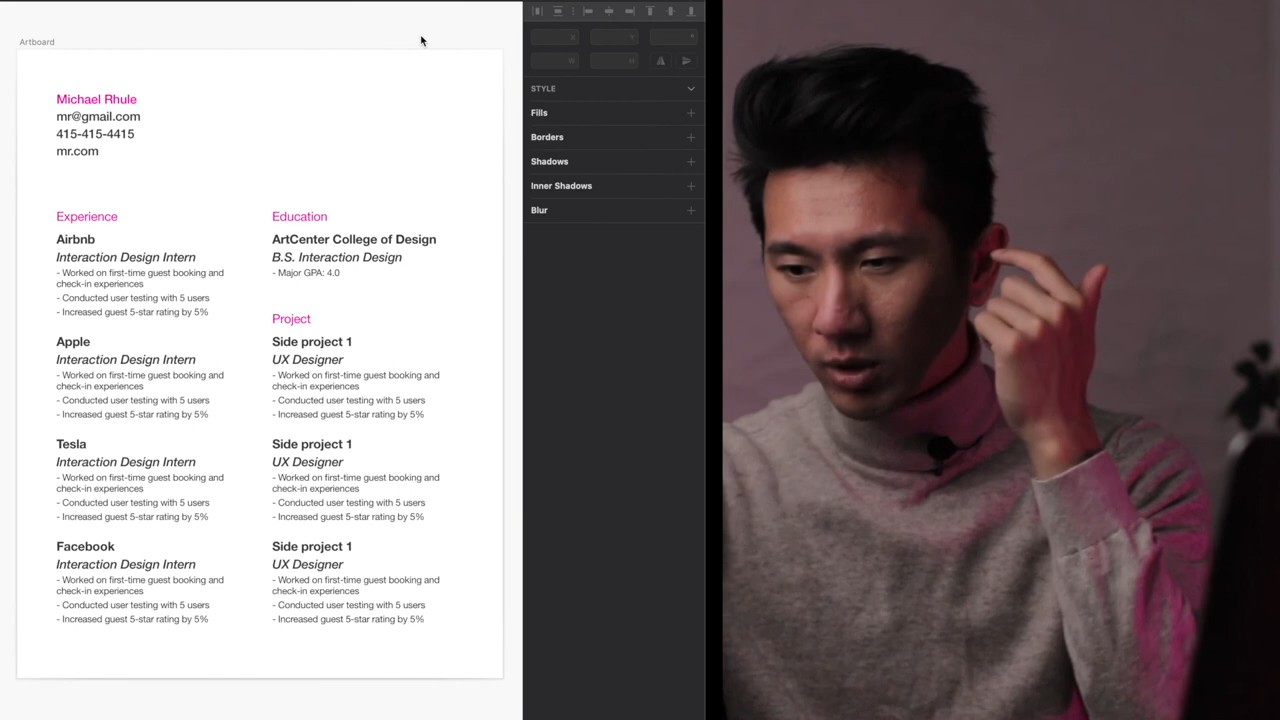 Artboard
Michael Rhule
mr@gmail.com
415-415-4415
mr.com
Experience
Airbnb
Interaction Design Intern
- Worked on first-time guest booking and
check-in experiences
- Conducted user testing with 5 users
- Increased guest 5-star rating by 5%
Apple
Interaction Design Intern
- Worked on first-time guest booking and
check-in experiences
- Conducted user testing with 5 users
- Increased guest 5-star rating by 5%
Tesla
Interaction Design Intern
- Worked on first-time guest booking and
check-in experiences
- Conducted user testing with 5 users
- Increased guest 5-star rating by 5%
Facebook
Interaction Design Intern
- Worked on first-time guest booking and
check-in experiences
- Conducted user testing with 5 users
- Increased guest 5-star rating by 5%
Education
ArtCenter College of Design
B.S. Interaction Design
- Major GPA: 4.0
Project
Side project 1
UX Designer
- Worked on first-time guest booking and
check-in experiences
- Conducted user testing with 5 users
- Increased guest 5-star rating by 5%
Side project 1
UX Designer
- Worked on first-time guest booking and
check-in experiences
- Conducted user testing with 5 users
- Increased guest 5-star rating by 5%
Side project 1
UX Designer
- Worked on first-time guest booking and
check-in experiences
- Conducted user testing with 5 users
- Increased guest 5-star rating by 5%
X Y °
W H
STYLE
Fills
Borders
Shadows
Inner Shadows
Blur